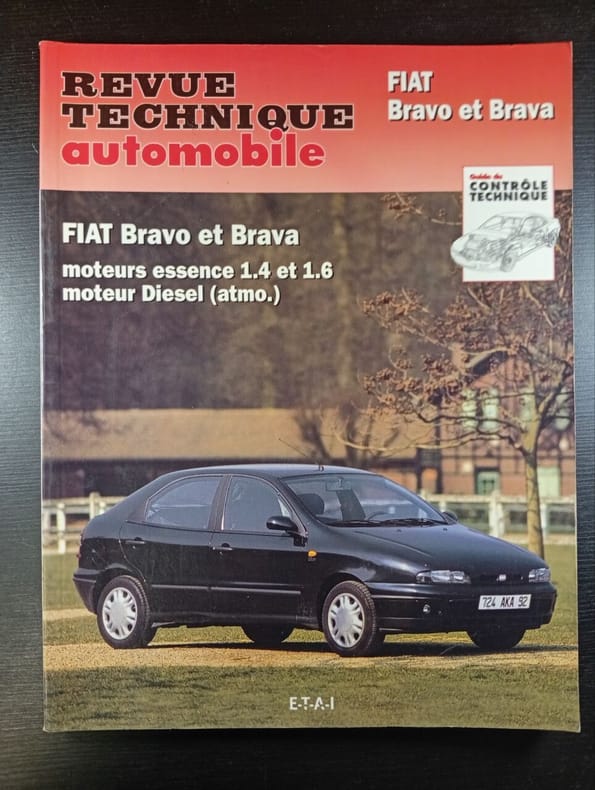 REVUE
TECHNIQUE
automobile
FIAT
Bravo et Brava
Guide du
CONTRÔLE
TECHNIQUE
FIAT Bravo et Brava
moteurs essence 1.4 et 1.6
moteur Diesel (atmo.)
724 AKA 92
E-T-A-I